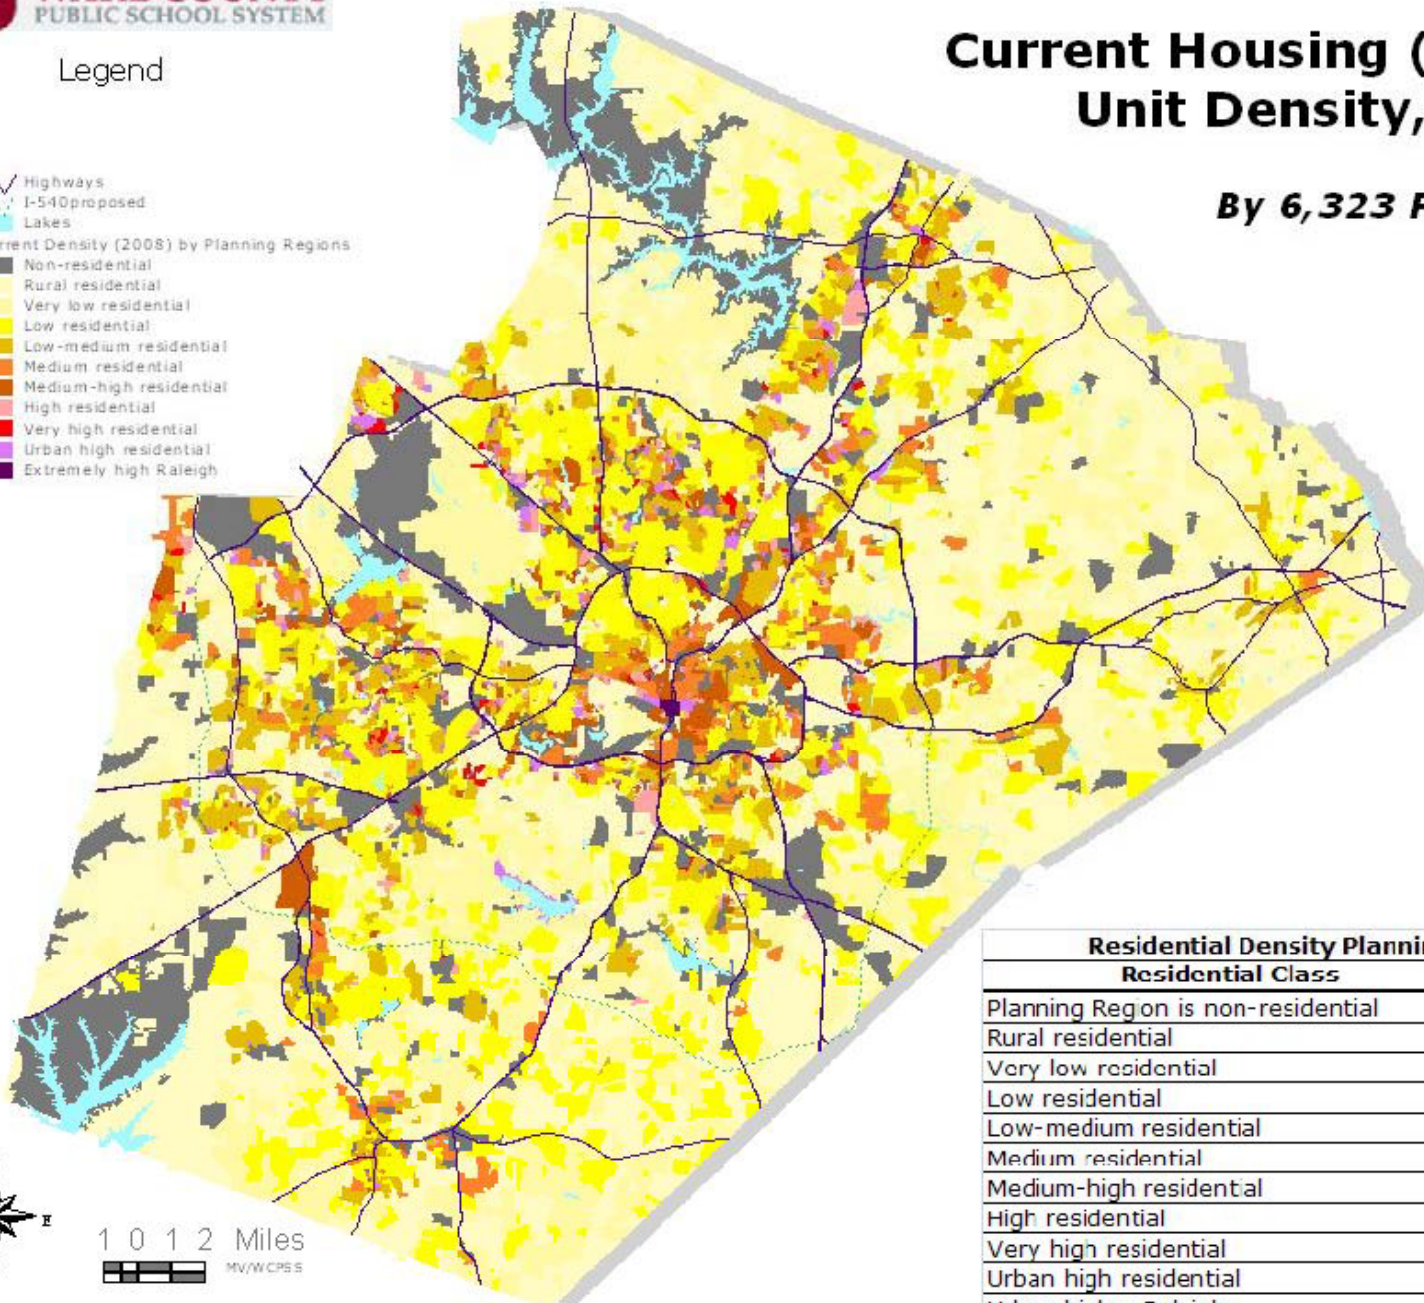 PUBLIC SCHOOL SYSTEM
Legend
Highways
I-540proposed
Lakes
rrent Density (2008) by Planning Regions
Non-residential
Rural residential
Very low residential
Low residential
Low-medium residential
Medium residential
Medium-high residential
High residential
Very high residential
Urban high residential
Extremely high Raleigh
Current Housing (
Unit Density,
By 6,323 P
Residential Density Plannin
Residential Class
Planning Region is non-residential
Rural residential
Very low residential
Low residential
Low-medium residential
Medium residential
Medium-high residential
High residential
Very high residential
Urban high residential
E
1 0 1 2 Miles
MV/WCPSS